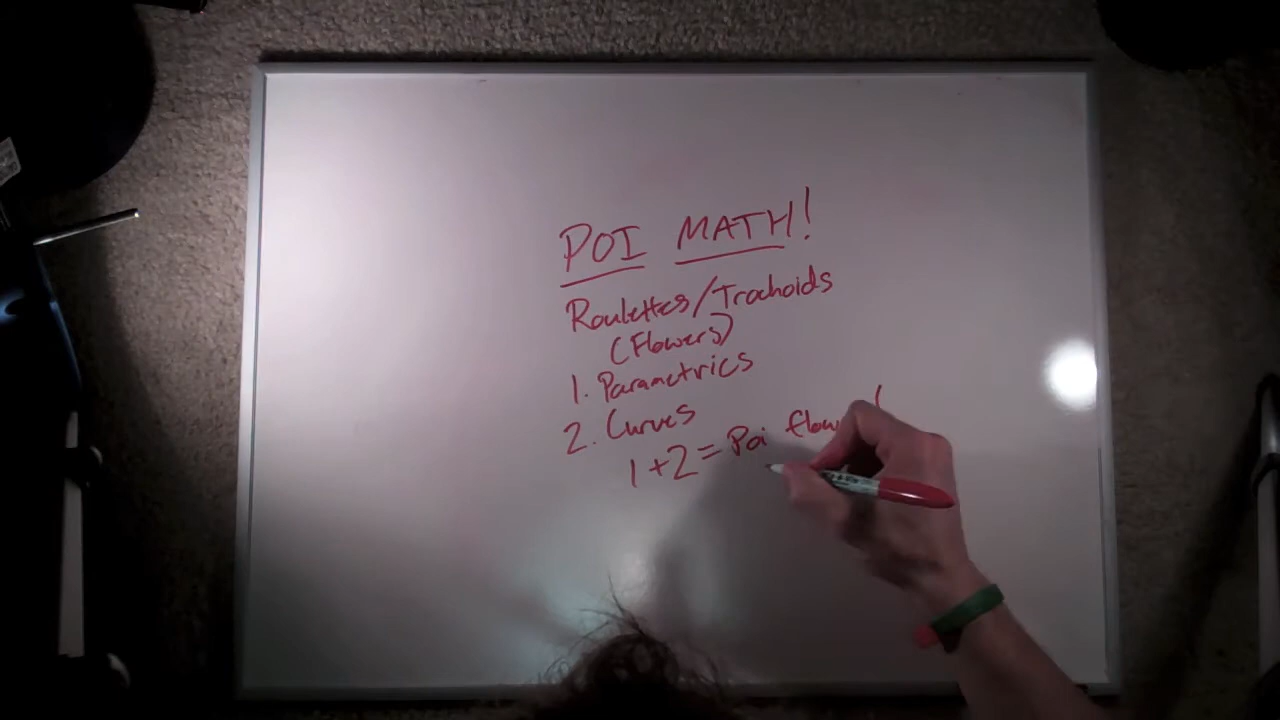 POI MATH!
Roulettes/Trochoids
(Flowers)
1. Parametrics
2. Curves
1+2= Poi